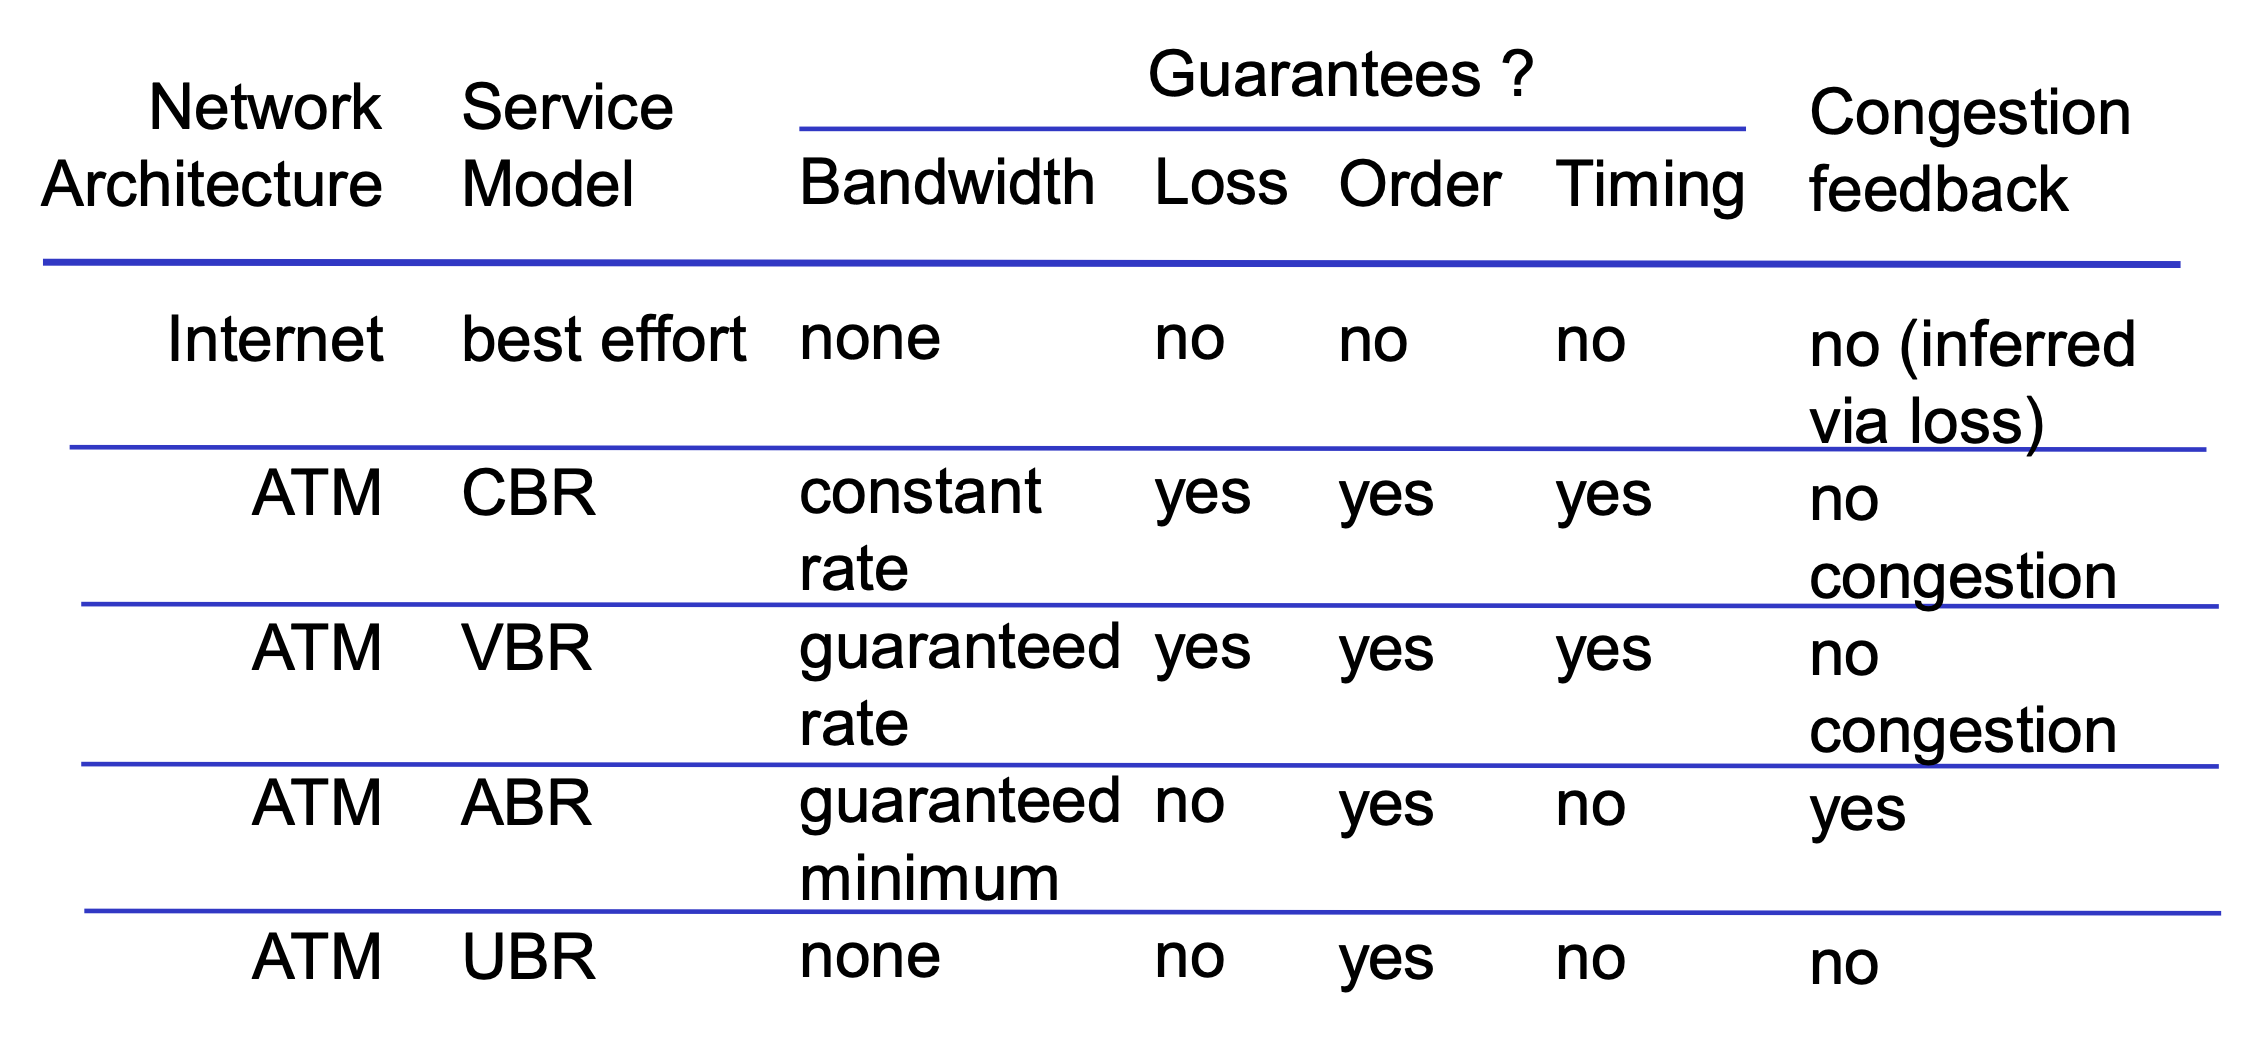 Network Architecture Service Model Guarantees ? Congestion feedback
Bandwidth Loss Order Timing
Internet best effort none no no no no (inferred
via loss)
ATM CBR constant yes yes yes no
rate congestion
ATM VBR guaranteed yes yes yes no
rate congestion
ATM ABR guaranteed no yes no yes
minimum
ATM UBR none no yes no no